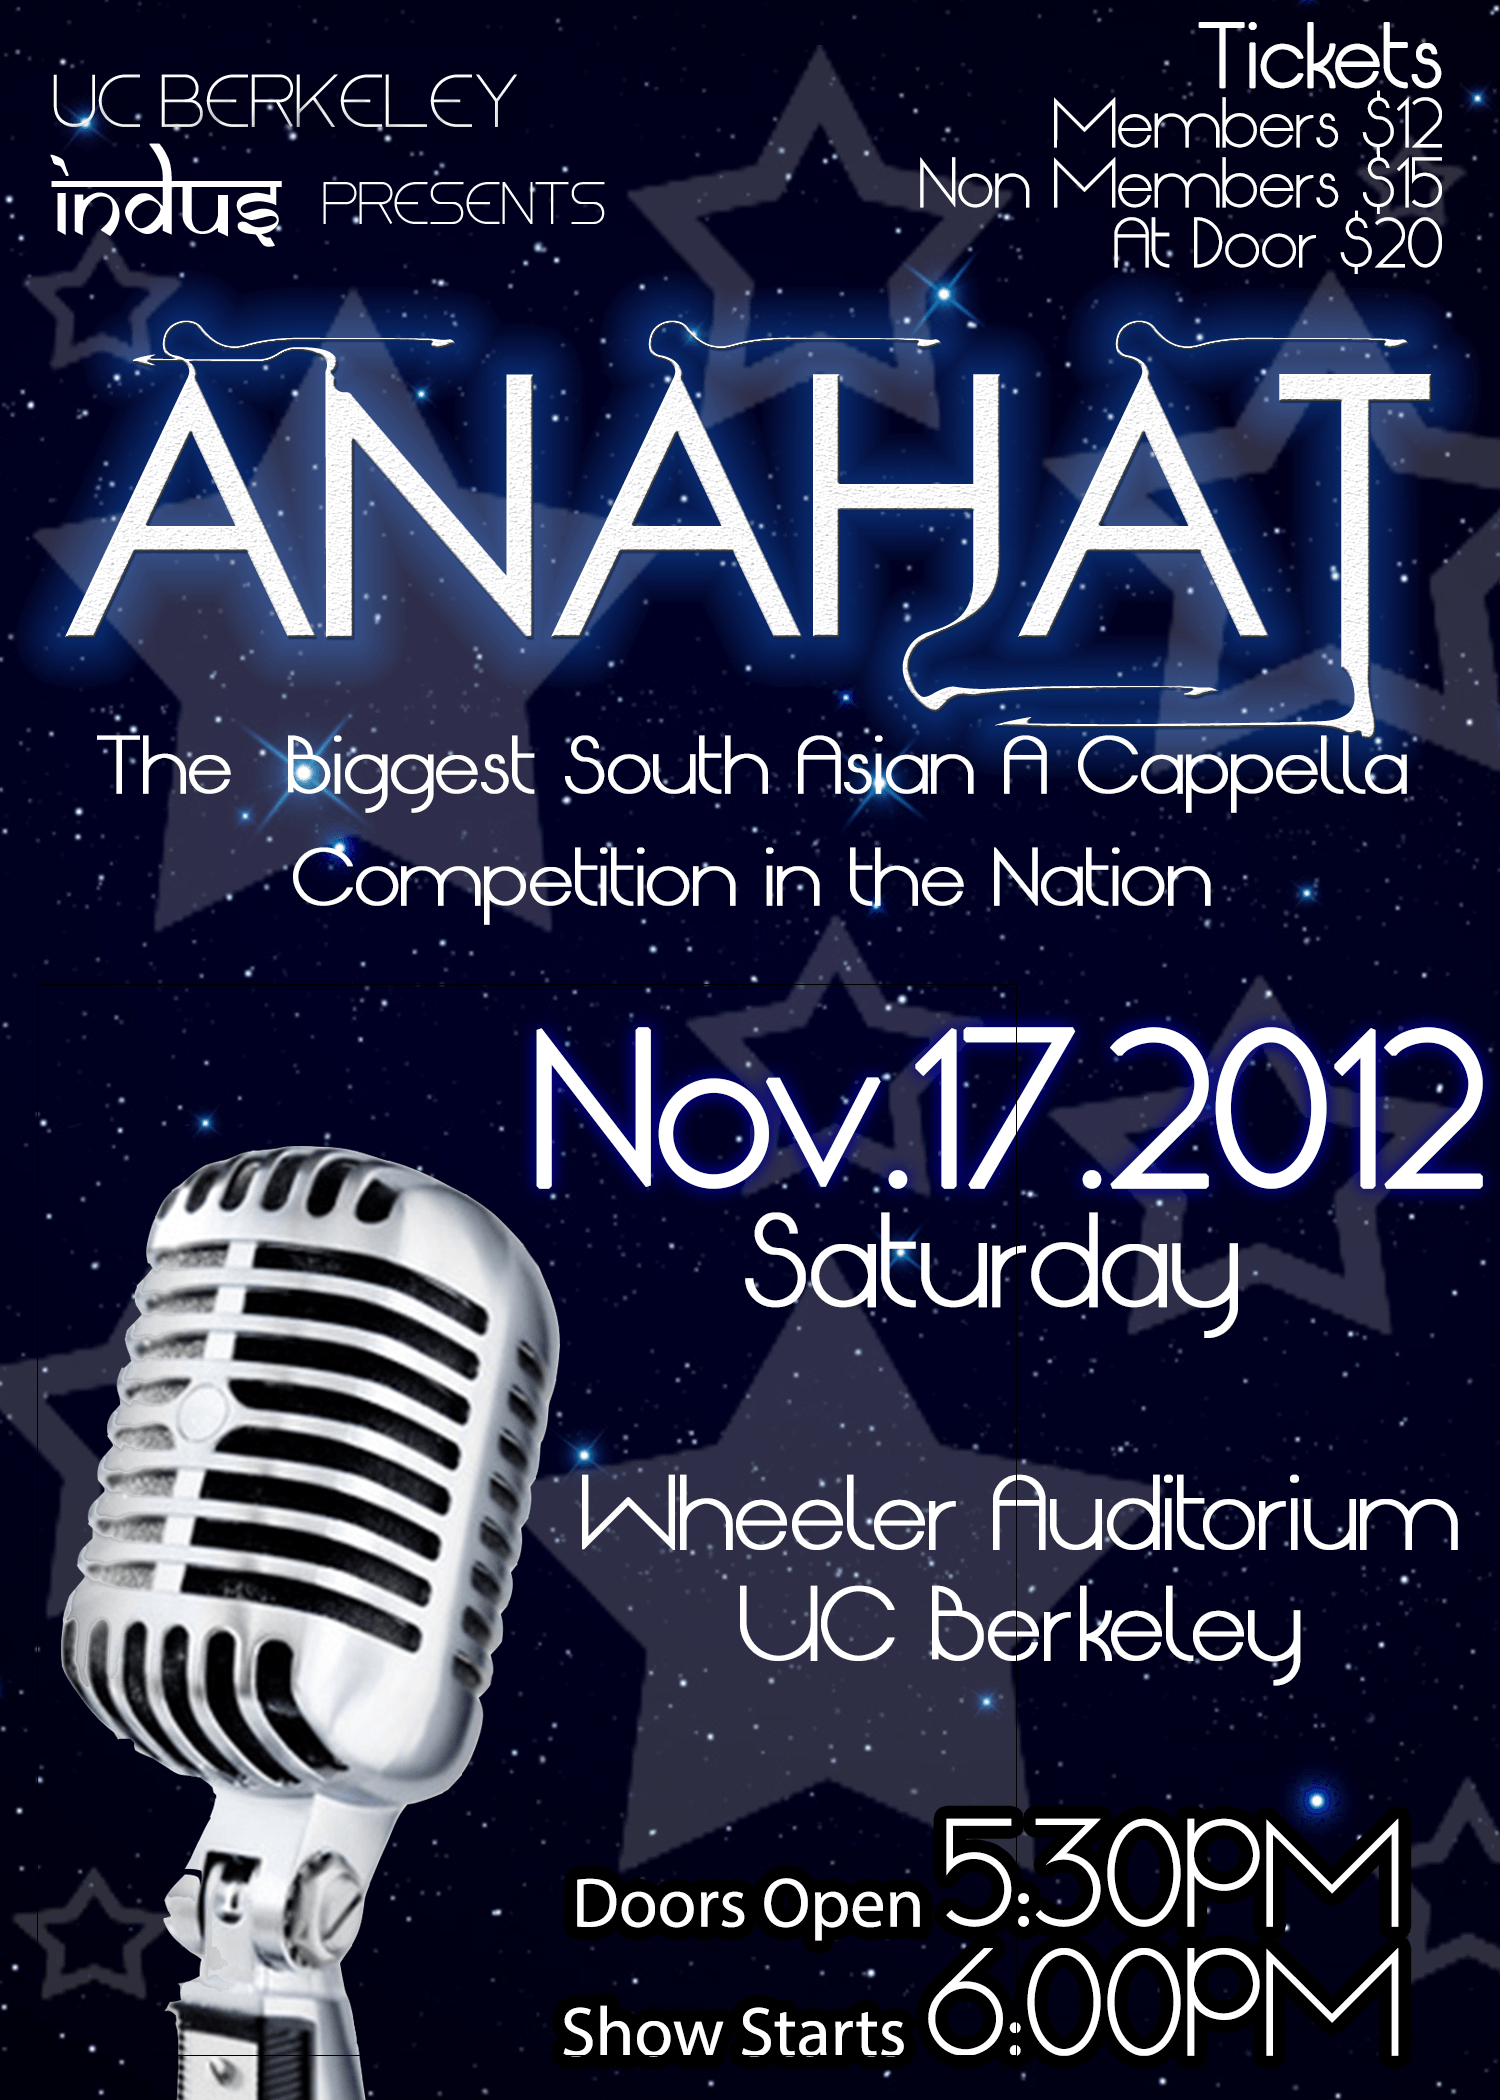 UC BERKELEY
indus PRESENTS
Tickets
Members $12
Non Members $15
At Door $20
ANAHAT
The Biggest South Asian A Cappella
Competition in the Nation
Nov.17.2012
Saturday
Wheeler Auditorium
UC Berkeley
Doors Open 5:30PM
Show Starts 6:00PM